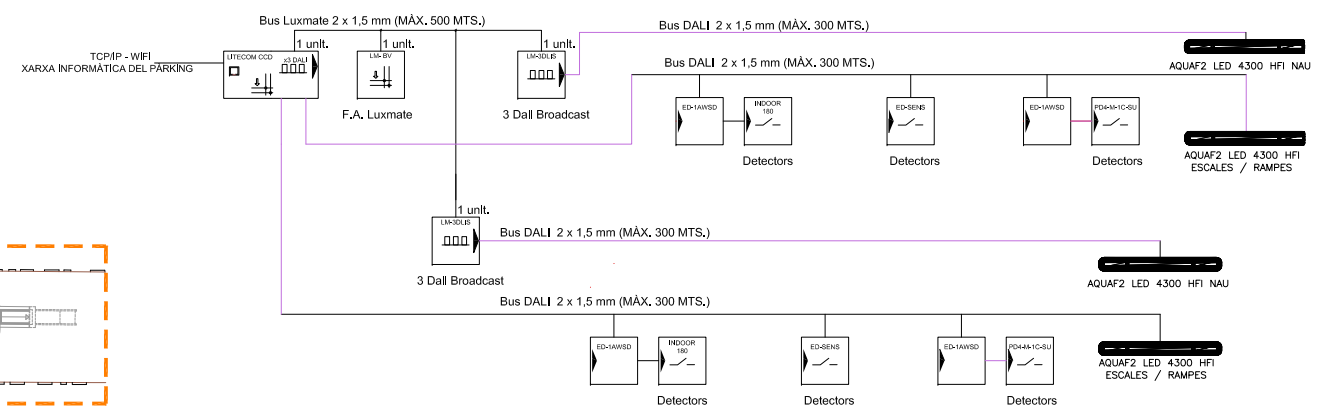 Bus Luxmate 2 x 1,5 mm (MÀX. 500 MTS.)
Bus DALI 2 x 1,5 mm (MÀX. 300 MTS.)
TCP/IP - WIFI
XARXA INFORMÀTICA DEL PÀRKING
1 unit.
LITECOM CCD
x3 DALI
1 unit.
LM- BV
F.A. Luxmate
1 unit.
LM-3DLIS
3 Dali Broadcast
AQUAF2 LED 4300 HFI NAU
Bus DALI 2 x 1,5 mm (MÀX. 300 MTS.)
ED-1AWSD
INDOOR
180
Detectors
ED-SENS
Detectors
ED-1AWSD
PD4-M-1C-SU
Detectors
AQUAF2 LED 4300 HFI
ESCALES / RAMPES
1 unit.
LM-3DLIS
3 Dali Broadcast
Bus DALI 2 x 1,5 mm (MÀX. 300 MTS.)
AQUAF2 LED 4300 HFI NAU
Bus DALI 2 x 1,5 mm (MÀX. 300 MTS.)
ED-1AWSD
INDOOR
180
Detectors
ED-SENS
Detectors
ED-1AWSD
PD4-M-1C-SU
Detectors
AQUAF2 LED 4300 HFI
ESCALES / RAMPES